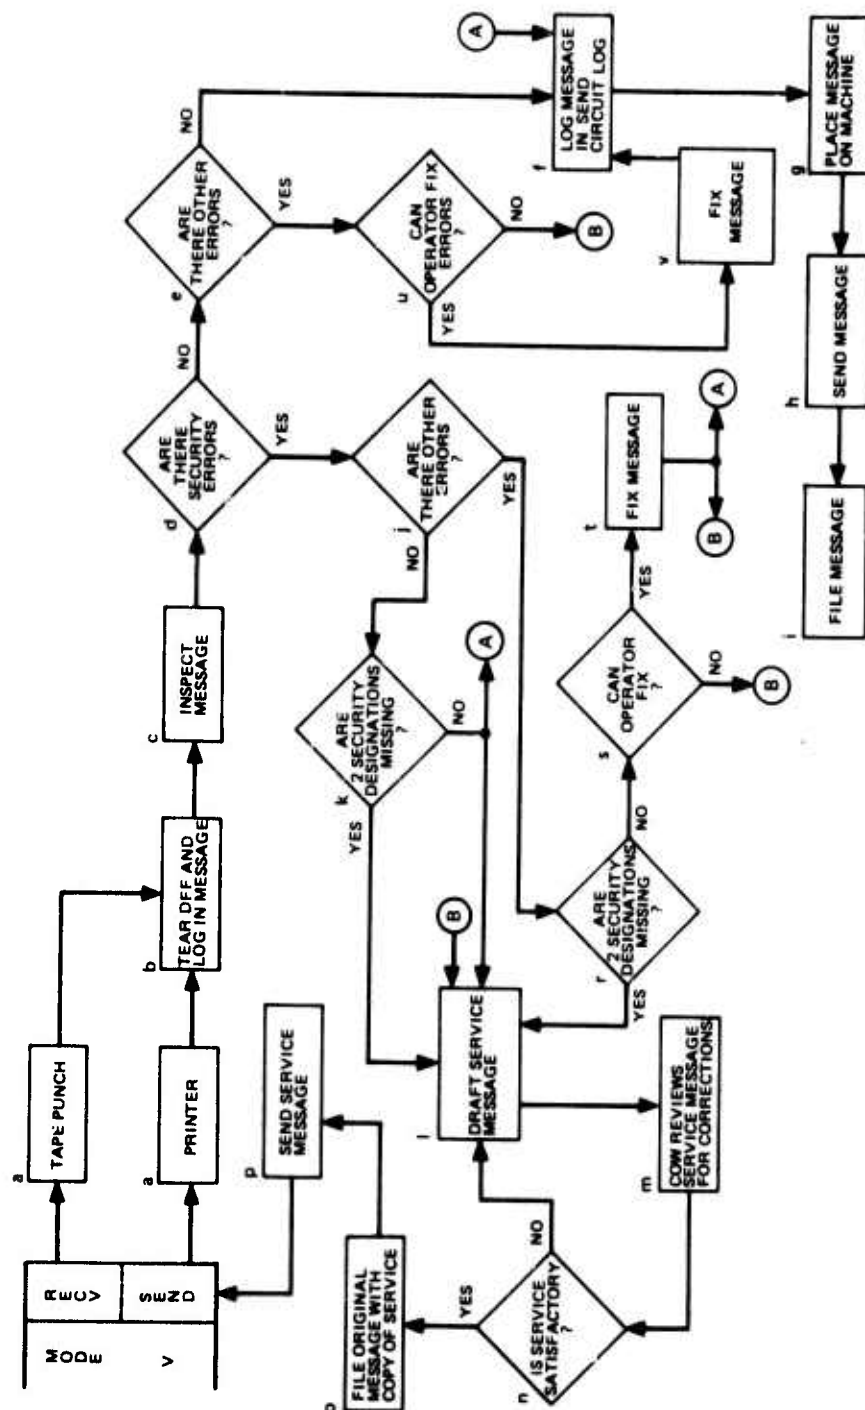 MODE
V
RECV
SEND
a
TAPE PUNCH
a
PRINTER
b
TEAR OFF AND
LOG IN MESSAGE
c
INSPECT
MESSAGE
d
ARE
THERE
SECURITY
ERRORS
?
NO
YES
e
ARE
THERE OTHER
ERRORS
?
NO
YES
u
CAN
OPERATOR FIX
ERRORS
?
YES
NO
B
v
FIX
MESSAGE
A
f
LOG MESSAGE
IN SEND
CIRCUIT LOG
g
PLACE MESSAGE
ON MACHINE
h
SEND MESSAGE
i
FILE MESSAGE
j
ARE
THERE OTHER
ERRORS
?
NO
YES
k
ARE
2 SECURITY
DESIGNATIONS
MISSING
?
YES
NO
A
B
l
DRAFT SERVICE
MESSAGE
r
ARE
2 SECURITY
DESIGNATIONS
MISSING
?
YES
NO
s
CAN
OPERATOR
FIX
?
YES
NO
B
t
FIX MESSAGE
B
A
m
COW REVIEWS
SERVICE MESSAGE
FOR CORRECTIONS
n
IS SERVICE
SATISFACTORY
?
NO
YES
o
FILE ORIGINAL
MESSAGE WITH
COPY OF SERVICE
p
SEND SERVICE
MESSAGE